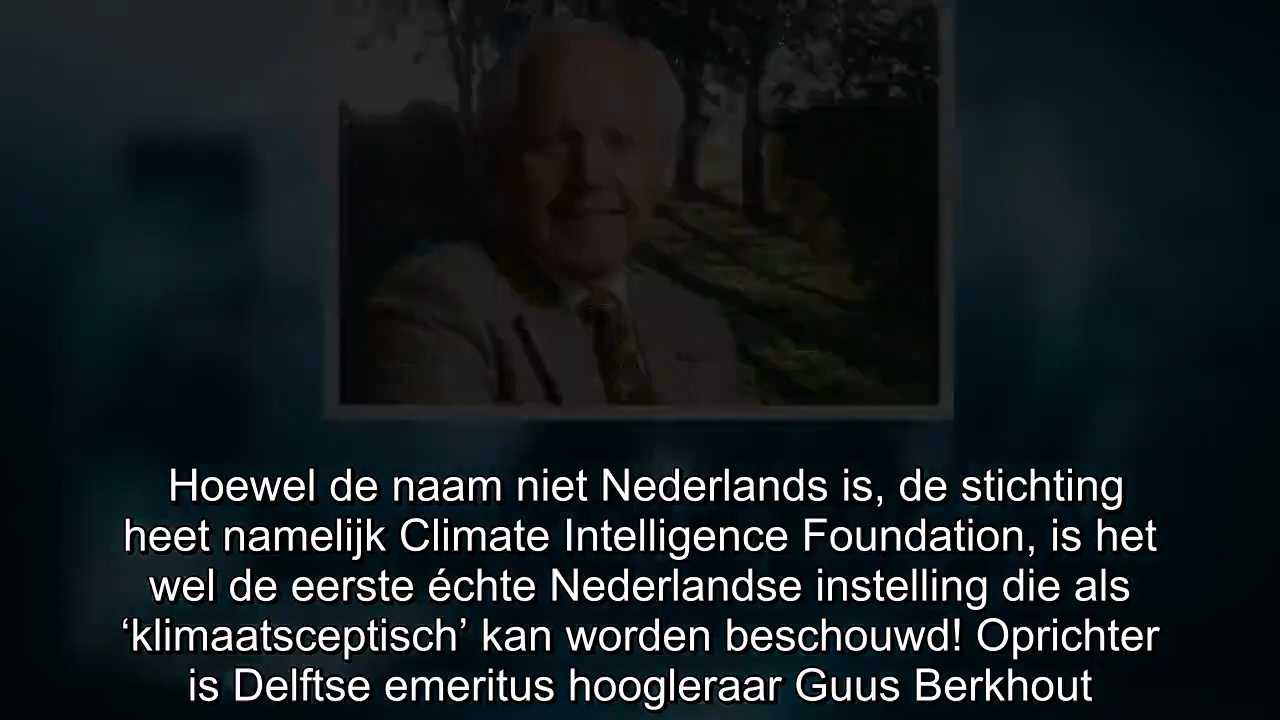 Hoewel de naam niet Nederlands is, de stichting
heet namelijk Climate Intelligence Foundation, is het
wel de eerste échte Nederlandse instelling die als
‘klimaatsceptisch’ kan worden beschouwd! Oprichter
is Delftse emeritus hoogleraar Guus Berkhout